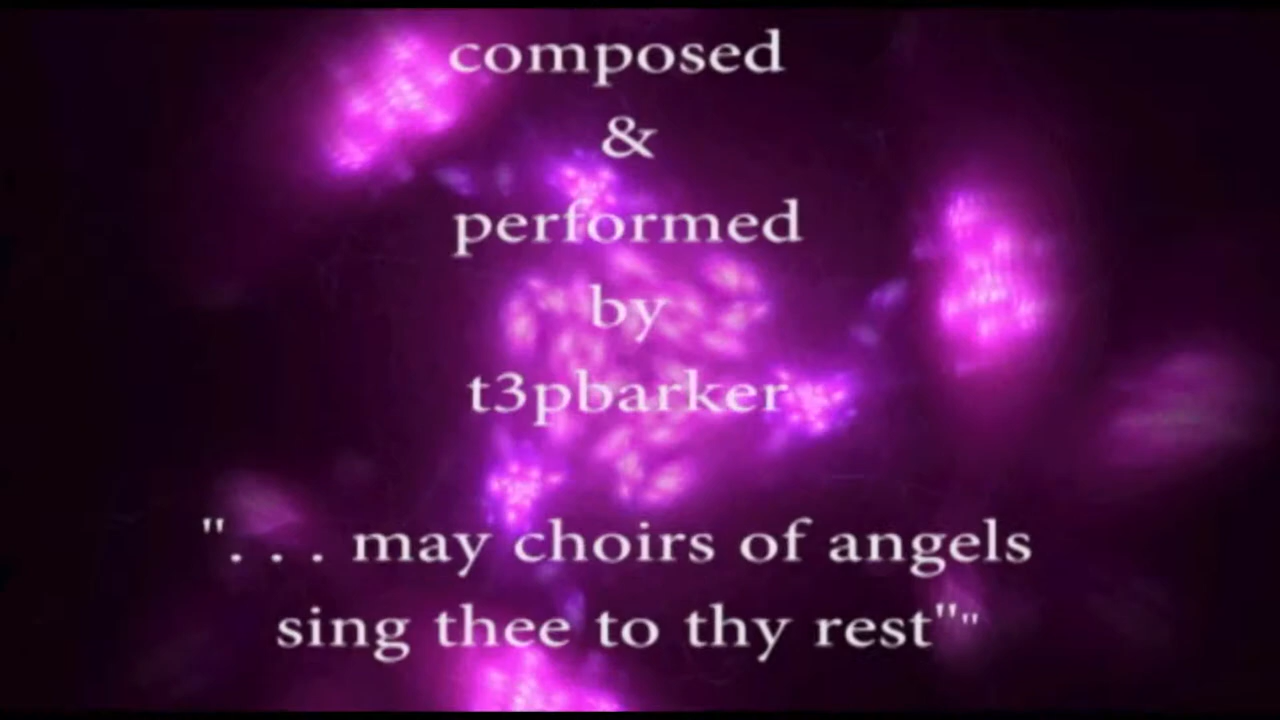 composed
&
performed
by
t3pbarker
". . . may choirs of angels
sing thee to thy rest""